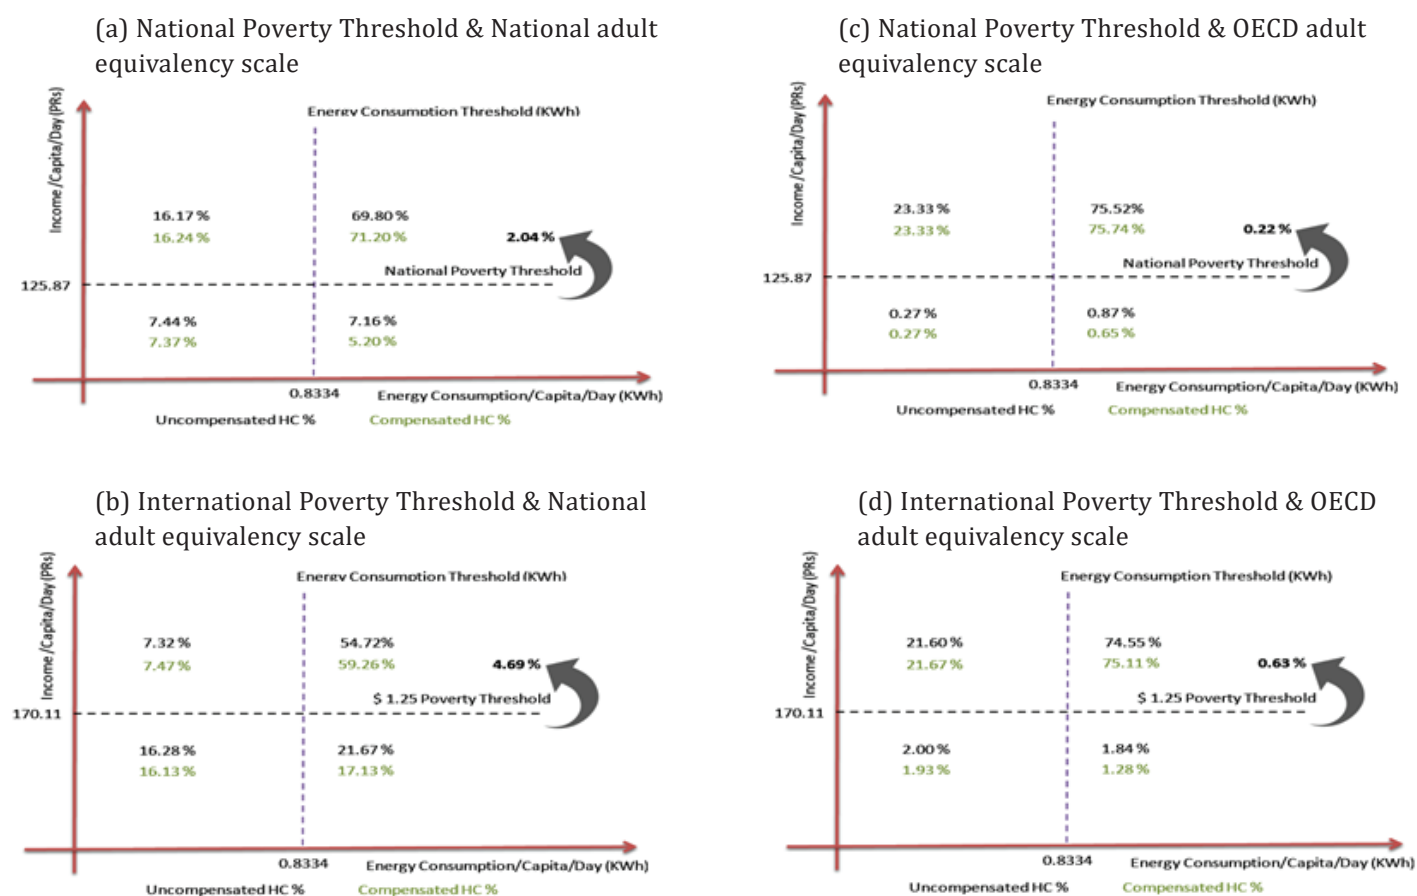 (a) National Poverty Threshold & National adult
equivalency scale
Income/Capita/Day (PRs)
Energy Consumption Threshold (KWh)
16.17 %
69.80 %
16.24 %
71.20 %
2.04 %
National Poverty Threshold
125.87
7.44 %
7.16 %
7.37 %
5.20 %
0.8334
Energy Consumption/Capita/Day (KWh)
Uncompensated HC %
Compensated HC %
(c) National Poverty Threshold & OECD adult
equivalency scale
Income/Capita/Day (PRs)
Energy Consumption Threshold (KWh)
23.33 %
75.52%
23.33 %
75.74 %
0.22 %
National Poverty Threshold
125.87
0.27 %
0.87 %
0.27 %
0.65 %
0.8334
Energy Consumption/Capita/Day (KWh)
Uncompensated HC %
Compensated HC %
(b) International Poverty Threshold & National
adult equivalency scale
Income/Capita/Day (PRs)
Energy Consumption Threshold (KWh)
7.32 %
54.72%
7.47 %
59.26 %
4.69 %
$ 1.25 Poverty Threshold
170.11
16.28 %
21.67 %
16.13 %
17.13 %
0.8334
Energy Consumption/Capita/Day (KWh)
Uncompensated HC %
Compensated HC %
(d) International Poverty Threshold & OECD
adult equivalency scale
Income/Capita/Day (PRs)
Energy Consumption Threshold (KWh)
21.60 %
74.55 %
21.67 %
75.11 %
0.63 %
$ 1.25 Poverty Threshold
170.11
2.00 %
1.84 %
1.93 %
1.28 %
0.8334
Energy Consumption/Capita/Day (KWh)
Uncompensated HC %
Compensated HC %